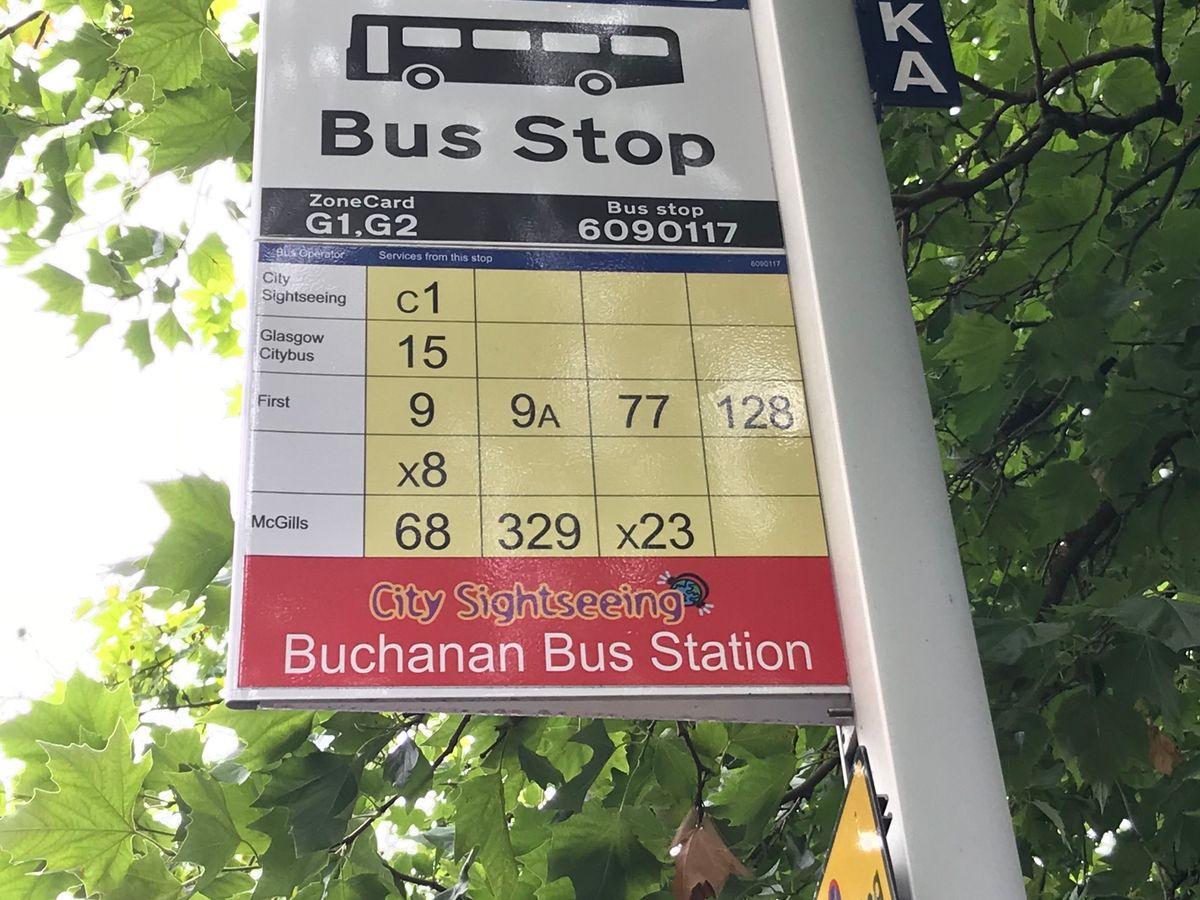 KA
Bus Stop
ZoneCard
G1,G2
Bus stop
6090117
Bus Operator Services from this stop 6090117
City
Sightseeing
c1
Glasgow
Citybus
15
First 9 9A 77 128
x8
McGills 68 329 x23
City Sightseeing
Buchanan Bus Station